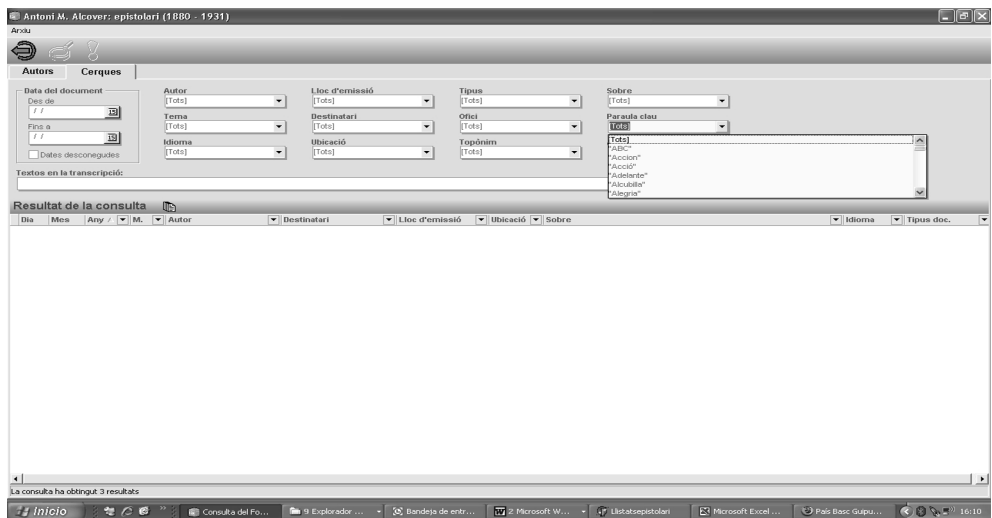 Antoni M. Alcover: epistolari (1880 - 1931)
Arxiu
Autors Cerques
Data del document
Des de
/ /
15
Fins a
/ /
15
Dates desconegudes
Autor
[Tots]
Tema
[Tots]
Idioma
[Tots]
Lloc d'emissió
[Tots]
Destinatari
[Tots]
Ubicació
[Tots]
Tipus
[Tots]
Ofici
[Tots]
Topònim
[Tots]
Sobre
[Tots]
Paraula clau
[Tots]
[Tots]
"ABC"
"Accion"
"Acció"
"Adelante"
"Alcubilla"
"Alegria"
Textos en la transcripció:
Resultat de la consulta
Dia Mes Any / M. Autor Destinatari Lloc d'emissió Ubicació Sobre Idioma Tipus doc.
La consulta ha obtingut 3 resultats
Inicio » Consulta del Fo... 9 Explorador ... Bandeja de entr... 2 Microsoft W... Llistatsepistolari Microsoft Excel ... País Basc Guipu... 16:10